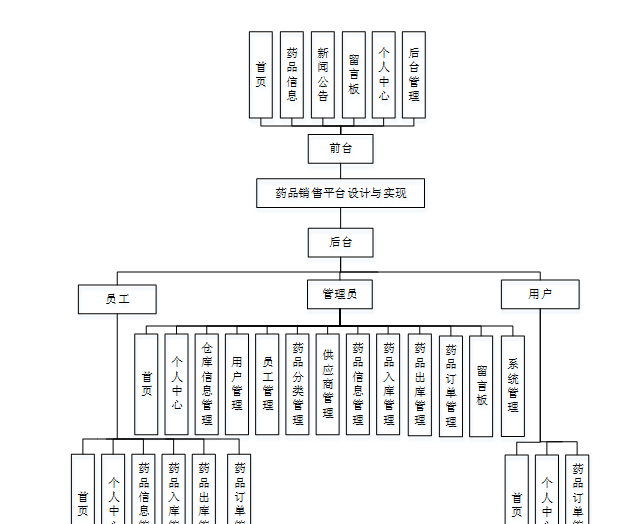 首页
药品信息
新闻公告
留言板
个人中心
后台管理
前台
药品销售平台设计与实现
后台
员工
管理员
用户
首页
个人中心
仓库信息管理
用户管理
员工管理
药品分类管理
供应商管理
药品信息管理
药品入库管理
药品出库管理
药品订单管理
留言板
系统管理
首页
个人中
药品信息
药品入库
药品出库
药品订单
首页
个人中
药品订单